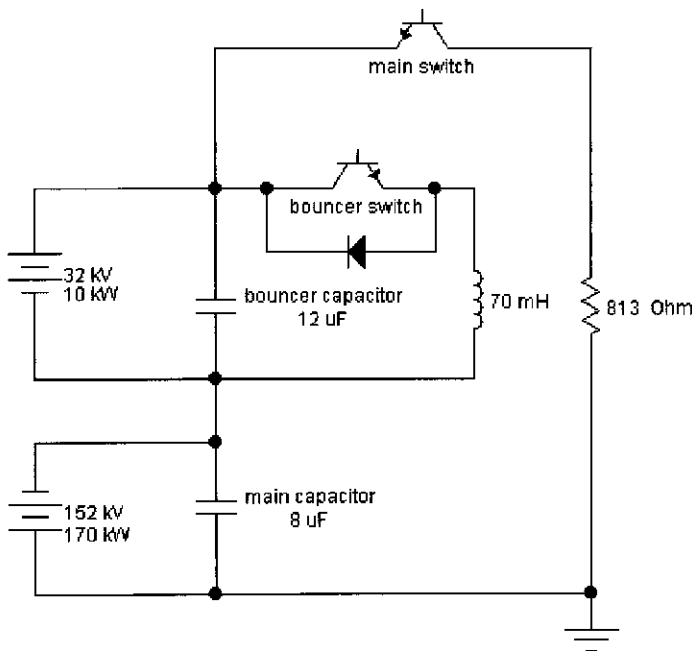 main switch
bouncer switch
32 kV
10 kW
bouncer capacitor
12 uF
70 mH
813 Ohm
152 kV
170 kW
main capacitor
8 uF